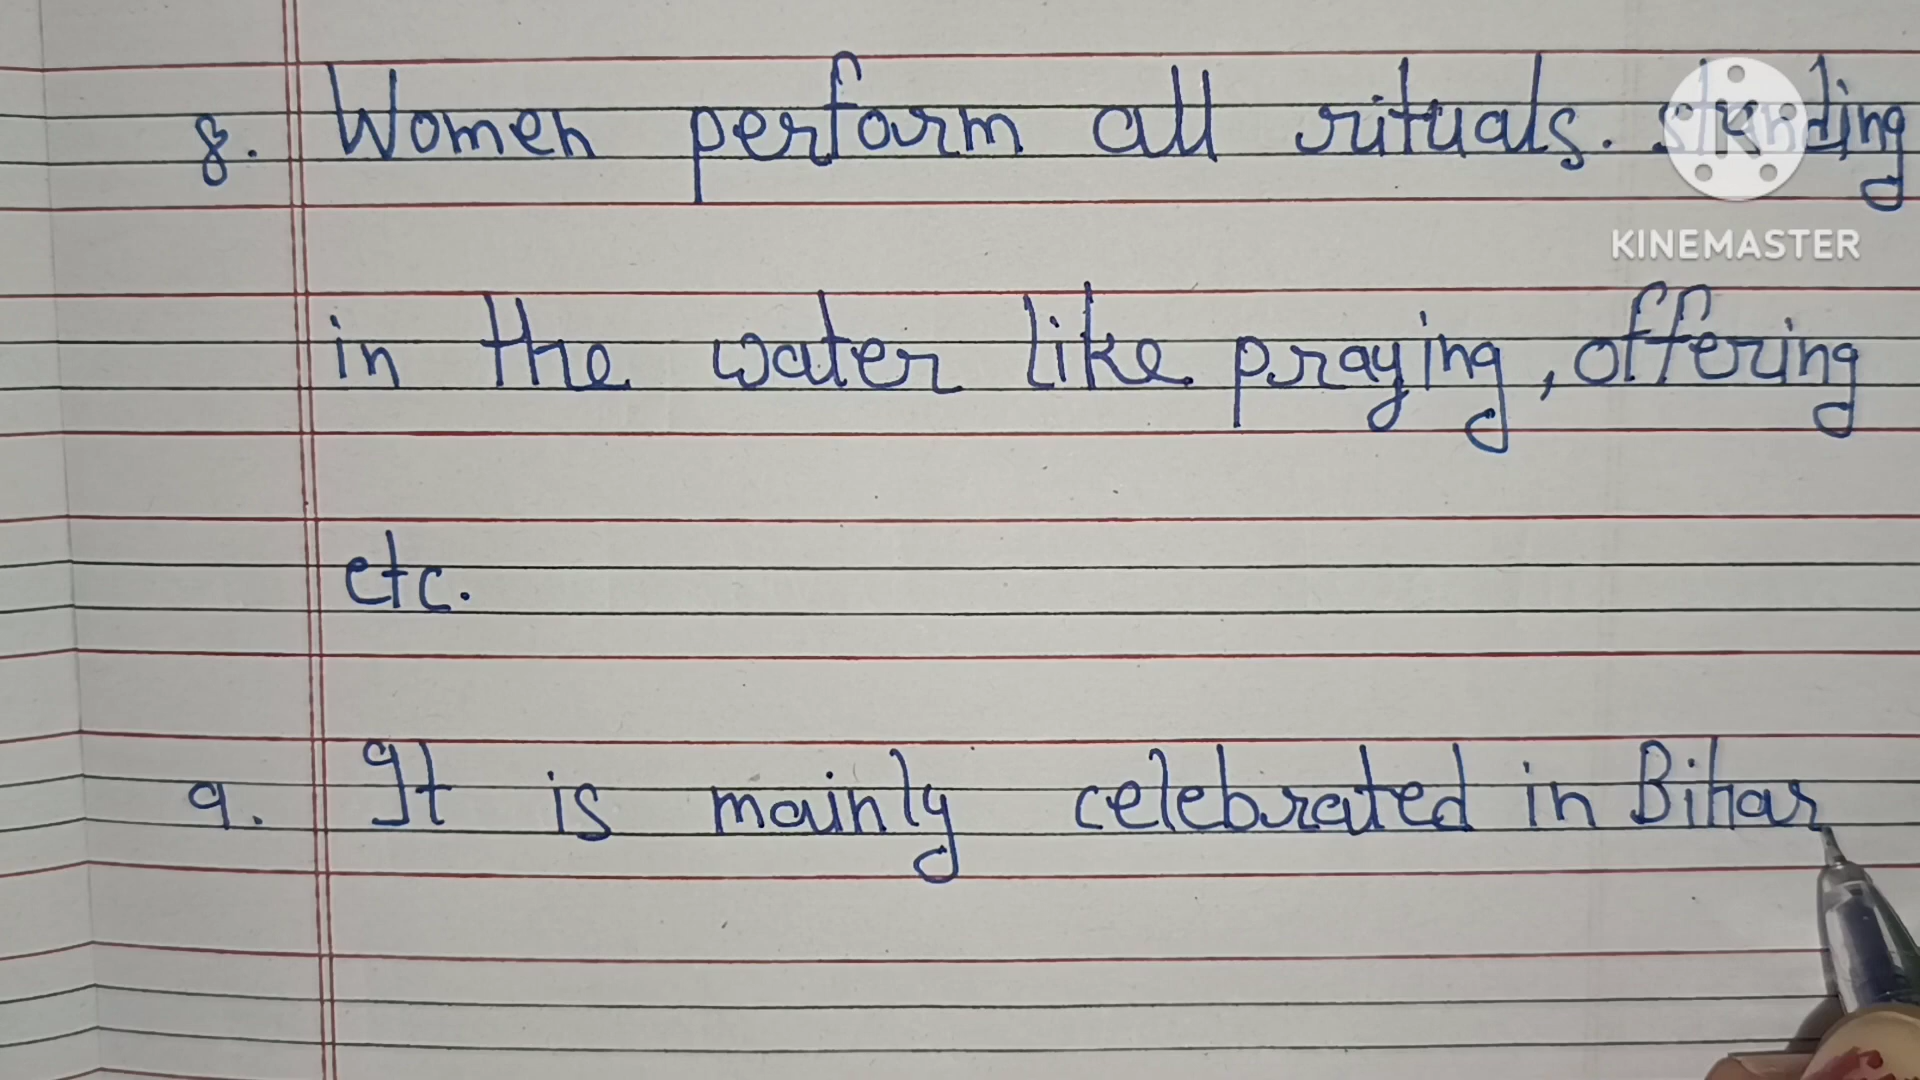 8. Women perform all rituals. standing
KINEMASTER
in the water like praying, offering
etc.
9. It is mainly celebrated in Bihar